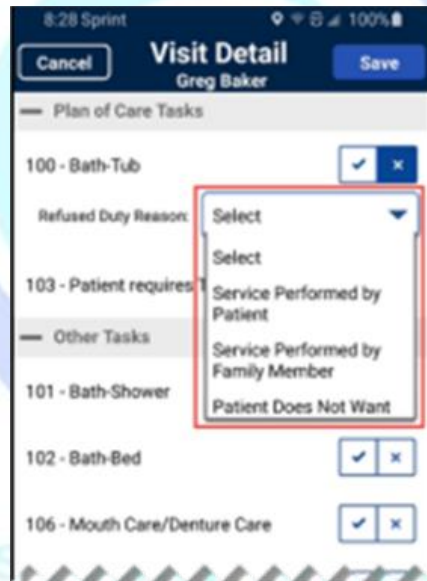 8:28 Sprint 100%
Cancel Visit Detail Save
Greg Baker
Plan of Care Tasks
100 - Bath-Tub
Refused Duty Reason: Select
Select
103 - Patient requires
Service Performed by
Patient
Other Tasks
Service Performed by
Family Member
101 - Bath-Shower
Patient Does Not Want
102 - Bath-Bed
106 - Mouth Care/Denture Care